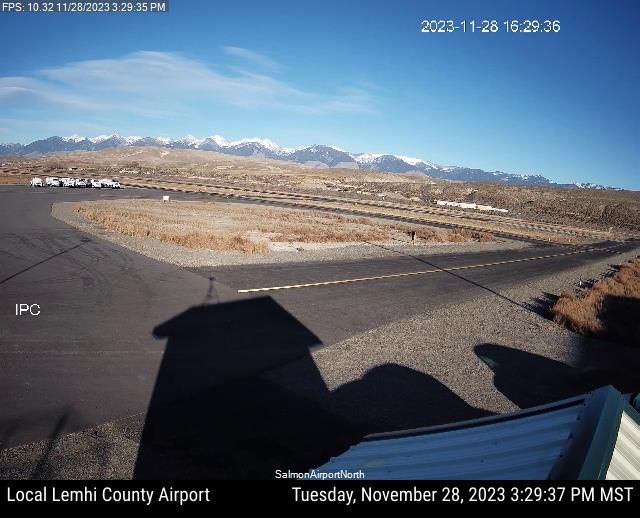 FPS: 10.32 11/28/2023 3:29:35 PM
2023-11-28 16:29:36
IPC
SalmonAirportNorth
Local Lemhi County Airport Tuesday, November 28, 2023 3:29:37 PM MST